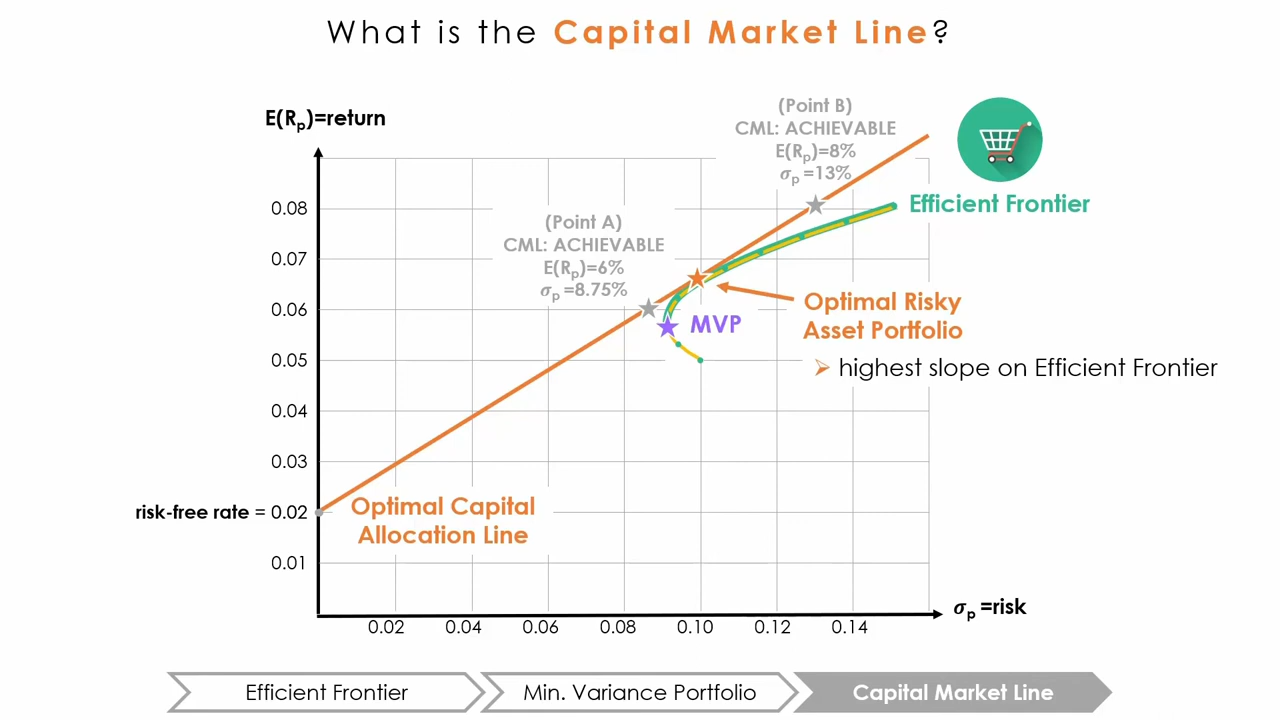 What is the Capital Market Line?
E(Rp)=return
(Point B)
CML: ACHIEVABLE
E(Rp)=8%
σp =13%
Efficient Frontier
0.08
(Point A)
CML: ACHIEVABLE
E(Rp)=6%
σp =8.75%
0.07
0.06
Optimal Risky
Asset Portfolio
MVP
➢ highest slope on Efficient Frontier
0.05
0.04
0.03
risk-free rate = 0.02
Optimal Capital
Allocation Line
0.01
σp =risk
0.02 0.04 0.06 0.08 0.10 0.12 0.14
Efficient Frontier
Min. Variance Portfolio
Capital Market Line